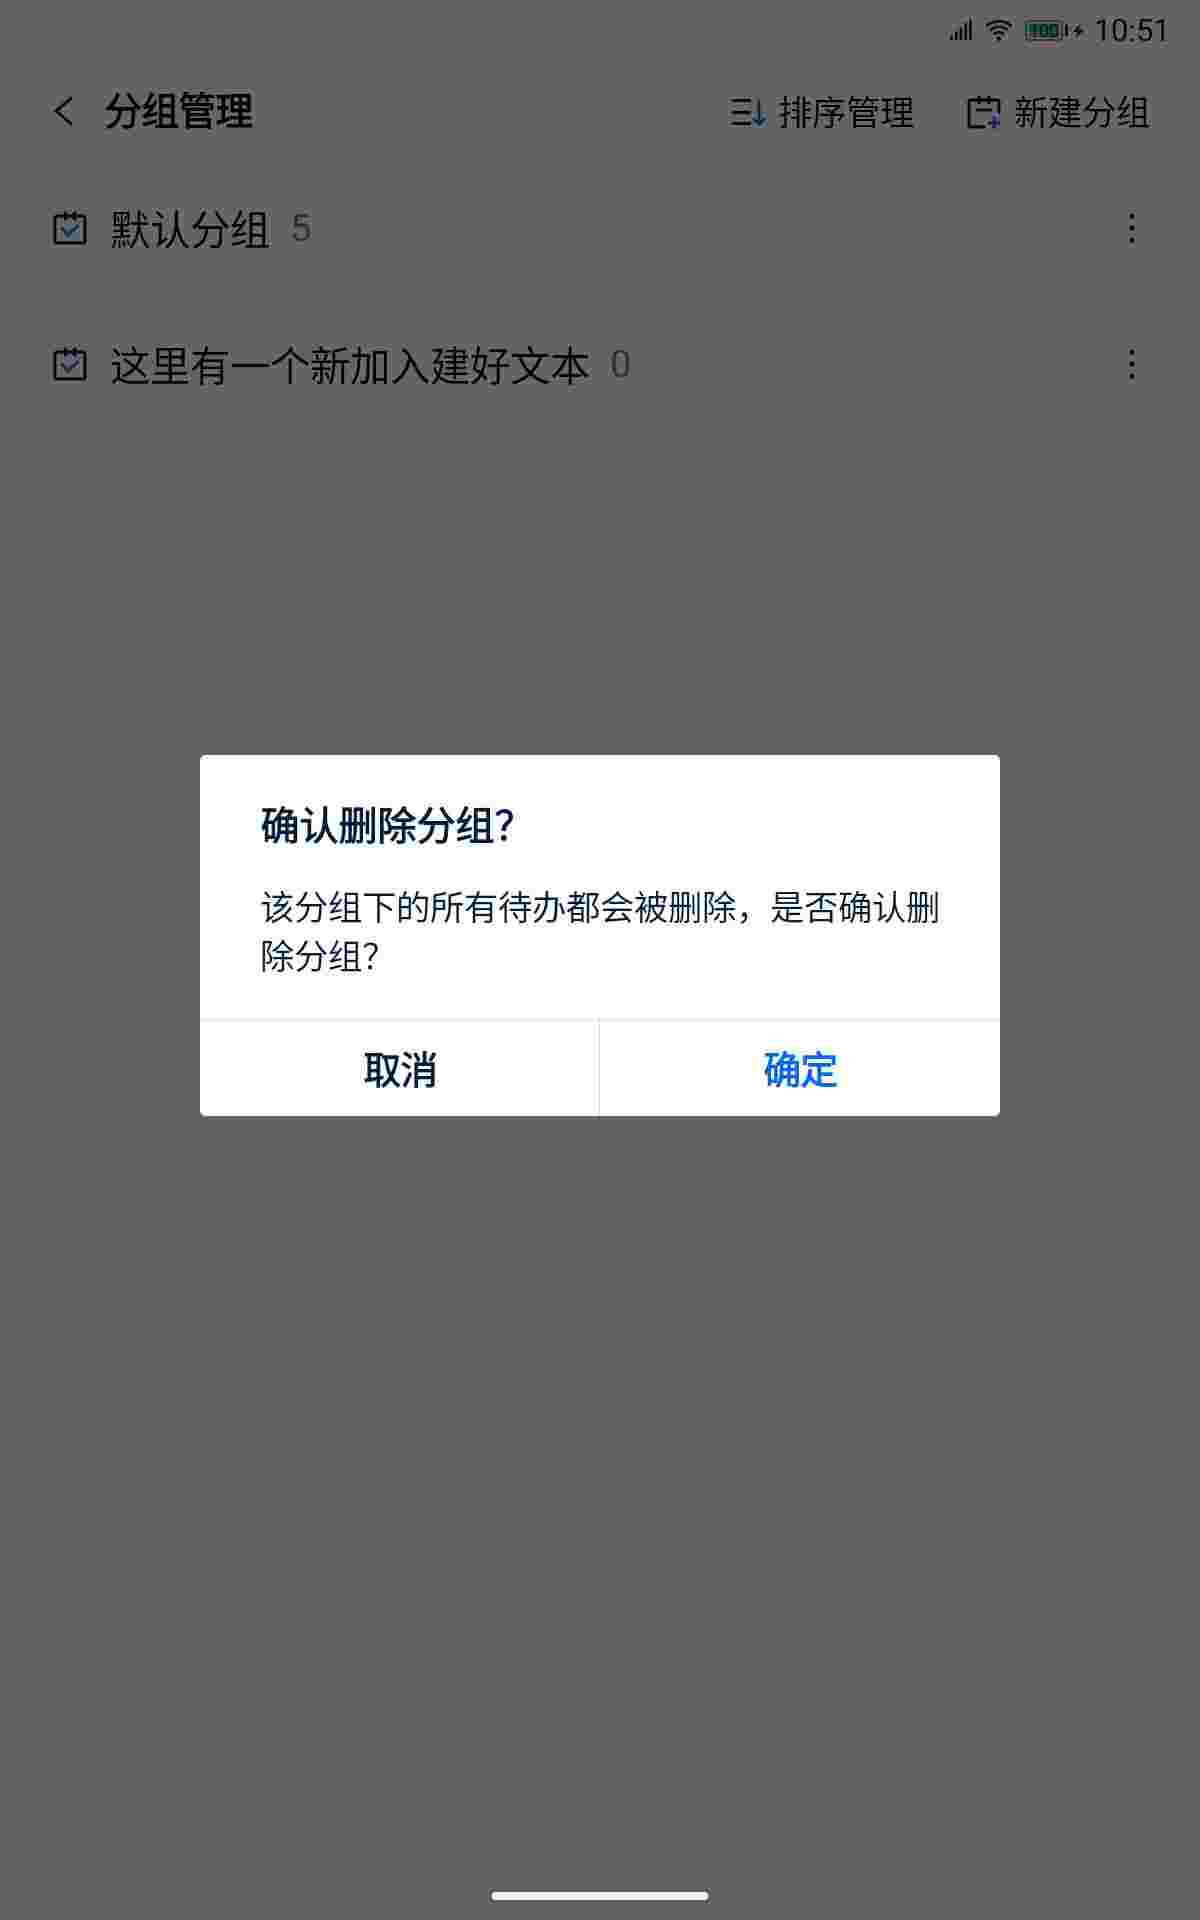 100 10:51
分组管理 排序管理 新建分组
默认分组 5
这里有一个新加入建好文本 0
确认删除分组？
该分组下的所有待办都会被删除，是否确认删
除分组？
取消 确定